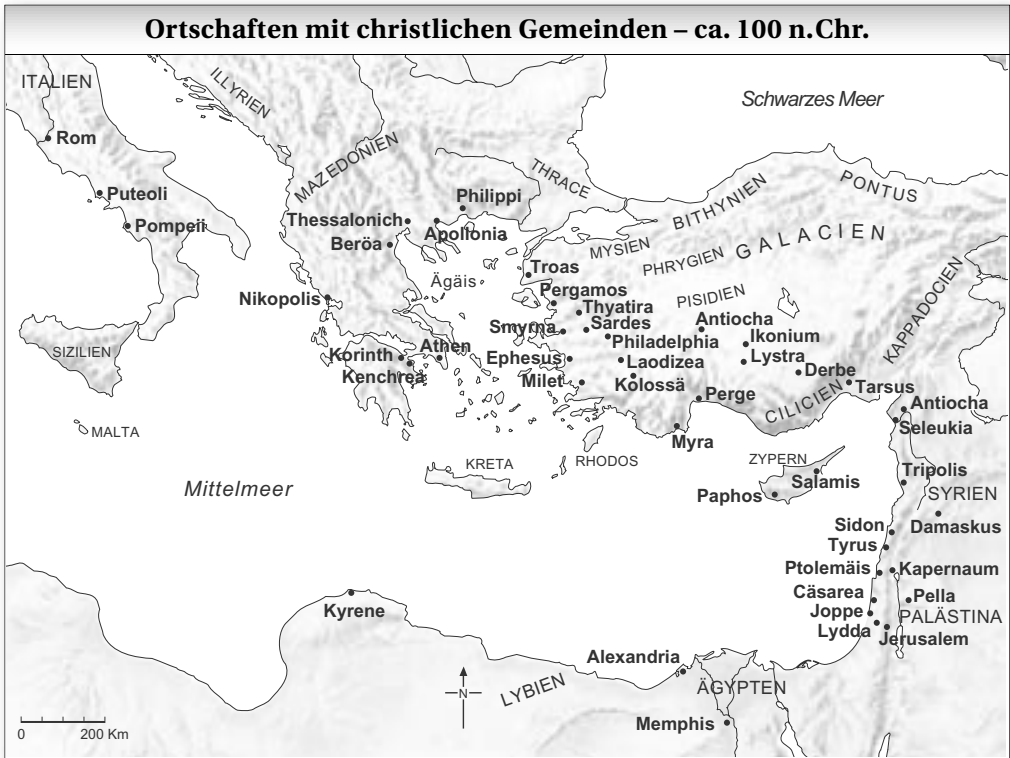 Ortschaften mit christlichen Gemeinden – ca. 100 n.Chr.
ITALIEN
ILLYRIEN
Schwarzes Meer
Rom
MAZEDONIEN
THRACE
BITHYNIEN
PONTUS
Puteoli
Philippi
Pompeii
Thessalonich
Apollonia
Beröa
MYSIEN
PHRYGIEN
GALACIEN
KAPPADOCIEN
Troas
Ägäis
Nikopolis
Pergamos
PISIDIEN
Thyatira
Antiocha
Smyrna
Sardes
Ikonium
Philadelphia
SIZILIEN
Korinth
Athen
Ephesus
Laodizea
Lystra
Kenchrea
Derbe
Milet
Kolossä
Tarsus
Perge
CILICIEN
Antiocha
Seleukia
MALTA
Myra
KRETA
RHODOS
ZYPERN
Salamis
Tripolis
Mittelmeer
Paphos
SYRIEN
Sidon
Damaskus
Tyrus
Ptolemäis
Kapernaum
Cäsarea
Pella
Kyrene
Joppe
PALÄSTINA
Lydda
Jerusalem
Alexandria
LYBIEN
N
ÄGYPTEN
Memphis
0 200 Km